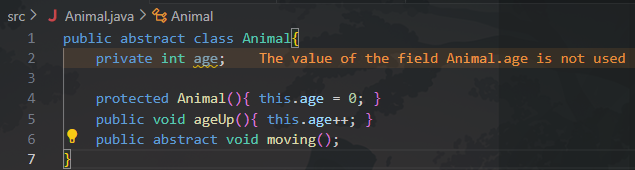 src > J Animal.java > Animal
1 public abstract class Animal{
2 private int age; The value of the field Animal.age is not used
3
4 protected Animal(){ this.age = 0; }
5 public void ageUp(){ this.age++; }
6 public abstract void moving();
7 }